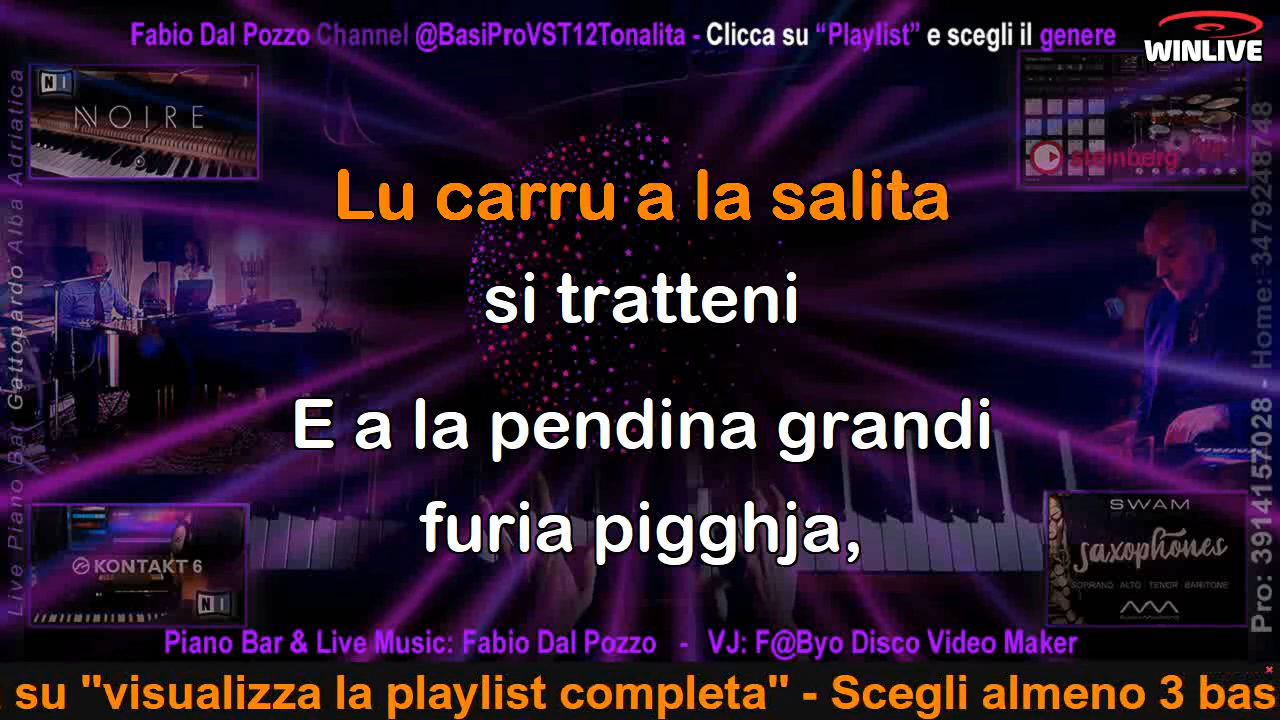 Fabio Dal Pozzo Channel @BasiProVST12Tonalita - Clicca su “Playlist” e scegli il genere
WINLIVE
NI
NOIRE
steinberg
Live Piano Bar Gattopardo Alba Adriatica
Lu carru a la salita
si tratteni
E a la pendina grandi
furia pigghja,
Pro: 3914157028 - Home: 3479248748
KONTAKT 6
NI
SWAM
saxophones
SOPRANO · ALTO · TENOR · BARITONE
Piano Bar & Live Music: Fabio Dal Pozzo - VJ: F@Byo Disco Video Maker
su "visualizza la playlist completa" - Scegli almeno 3 bas